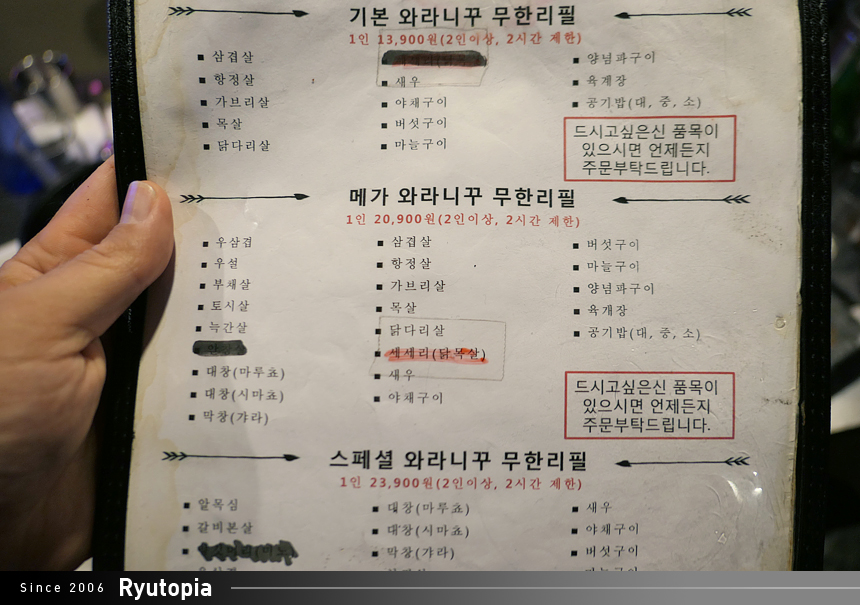 기본 와라니꾸 무한리필
1인 13,900원(2인이상, 2시간 제한)
삼겹살
항정살
가브리살
목살
닭다리살
새우
야채구이
버섯구이
마늘구이
양념파구이
육계장
공기밥(대, 중, 소)
드시고싶은신 품목이
있으시면 언제든지
주문부탁드립니다.
메가 와라니꾸 무한리필
1인 20,900원(2인이상, 2시간 제한)
우삼겹
우설
부채살
토시살
늑간살
대창(마루쵸)
대창(시마쵸)
막창(갸라)
삼겹살
항정살
가브리살
목살
닭다리살
세세리(닭목살)
새우
야채구이
버섯구이
마늘구이
양념파구이
육계장
공기밥(대, 중, 소)
드시고싶은신 품목이
있으시면 언제든지
주문부탁드립니다.
스페셜 와라니꾸 무한리필
1인 23,900원(2인이상, 2시간 제한)
알목심
갈비본살
대창(마루쵸)
대창(시마쵸)
막창(갸라)
새우
야채구이
버섯구이
Since 2006 Ryutopia